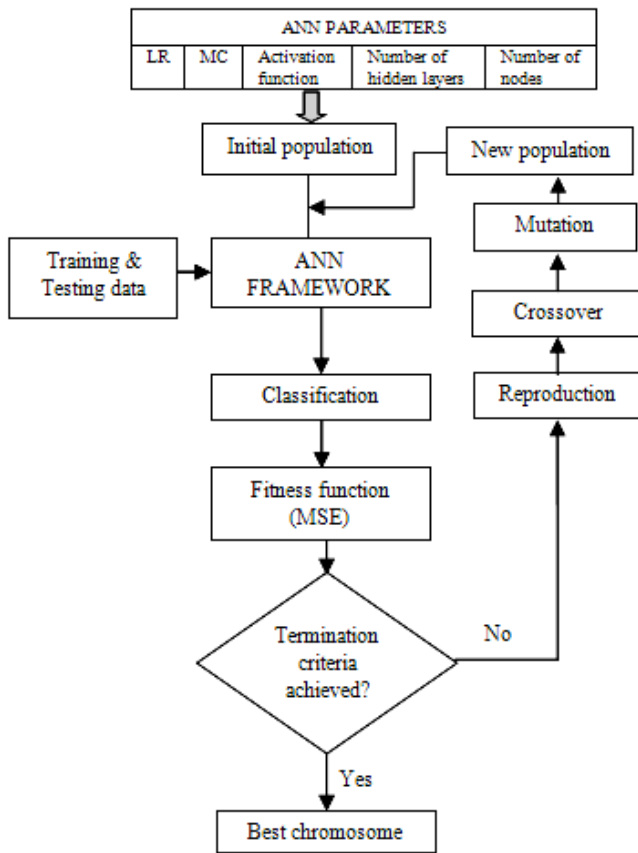 ANN PARAMETERS
LR
MC
Activation
function
Number of
hidden layers
Number of
nodes
Initial population
New population
Mutation
Training &
Testing data
ANN
FRAMEWORK
Crossover
Classification
Reproduction
Fitness function
(MSE)
Termination
criteria
achieved?
No
Yes
Best chromosome